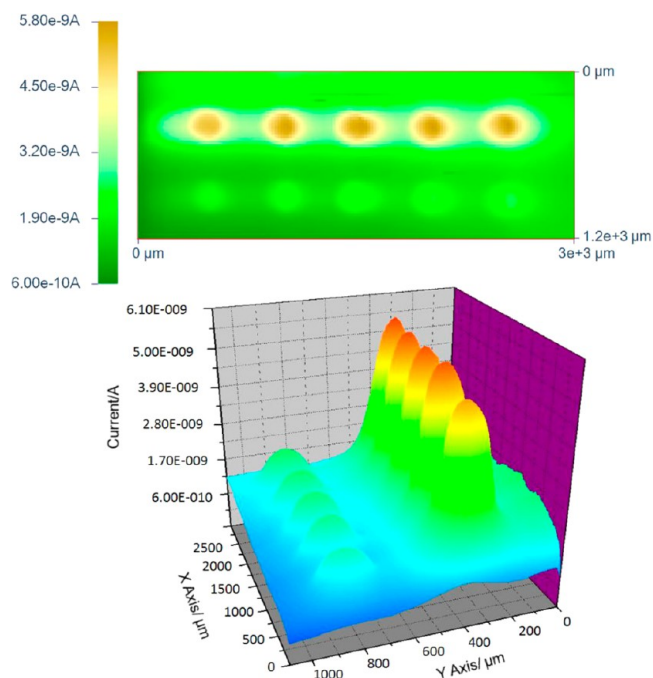 5.80e-9A
4.50e-9A
3.20e-9A
1.90e-9A
6.00e-10A
0 µm
1.2e+3 µm
0 µm
3e+3 µm
6.10E-009
5.00E-009
3.90E-009
2.80E-009
1.70E-009
6.00E-010
Current/A
2500
2000
1500
1000
500
0
X Axis/ µm
1000
800
600
400
200
0
Y Axis/ µm